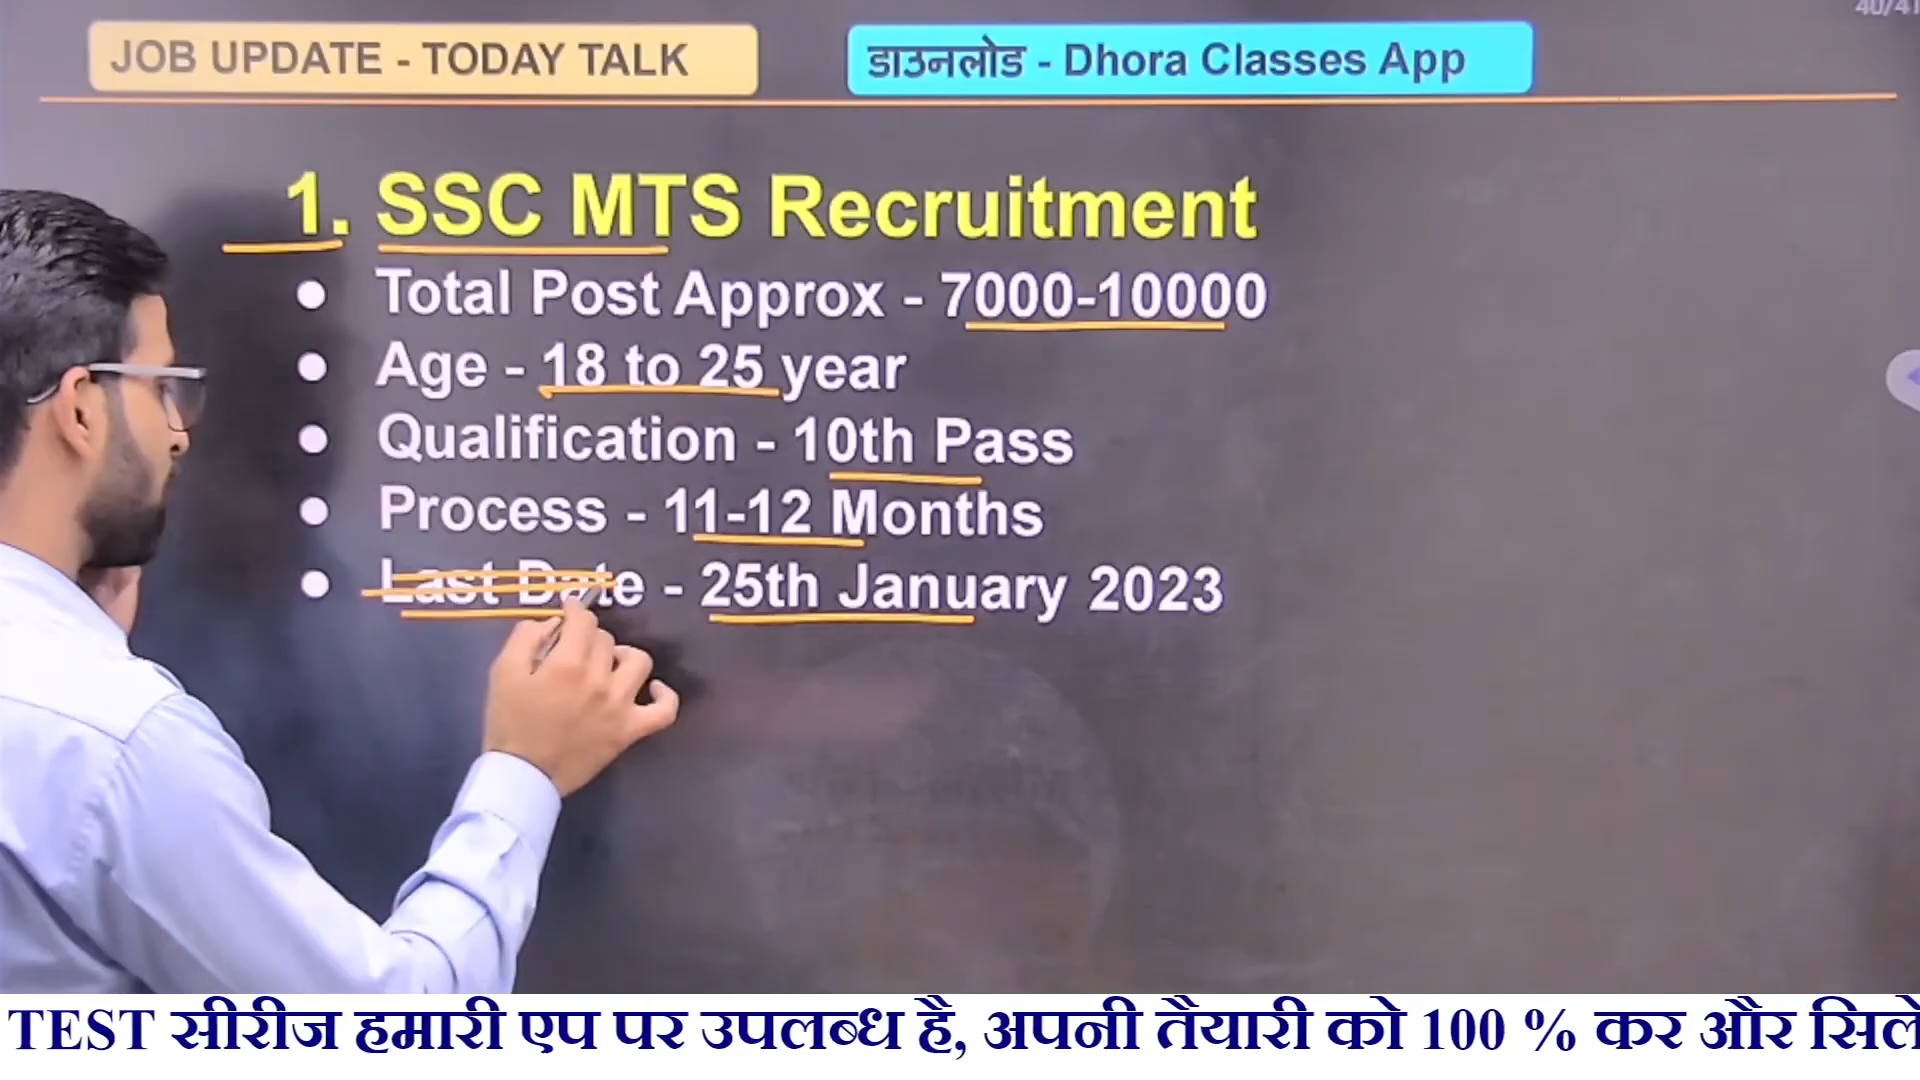 40/41
JOB UPDATE - TODAY TALK
डाउनलोड - Dhora Classes App
1. SSC MTS Recruitment
• Total Post Approx - 7000-10000
• Age - 18 to 25 year
• Qualification - 10th Pass
• Process - 11-12 Months
• Last Date - 25th January 2023
TEST सीरीज हमारी एप पर उपलब्ध है, अपनी तैयारी को 100 % कर और सिले